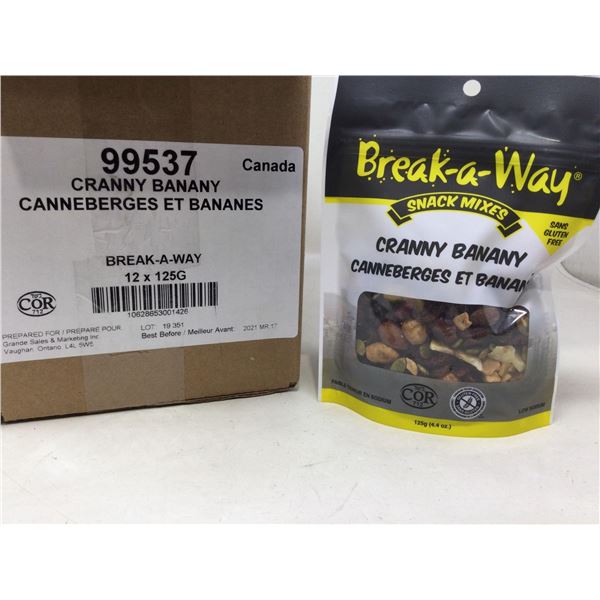 99537
Canada
CRANNY BANANY
CANNEBERGES ET BANANES
BREAK-A-WAY
12 x 125G
10628653001426
COR
712
PREPARED FOR / PREPARE POUR
Grande Sales & Marketing Inc
Vaughan, Ontario. L4L 5W5
LOT: 19 351
Best Before / Meilleur Avant: 2021 MR 17
Break-a-Way®
SNACK MIXES
SANS
GLUTEN
FREE
CRANNY BANANY
CANNEBERGES ET BANAN
FAIBLE TENEUR EN SODIUM
COR
712
LOW SODIUM
125g (4.4 oz.)